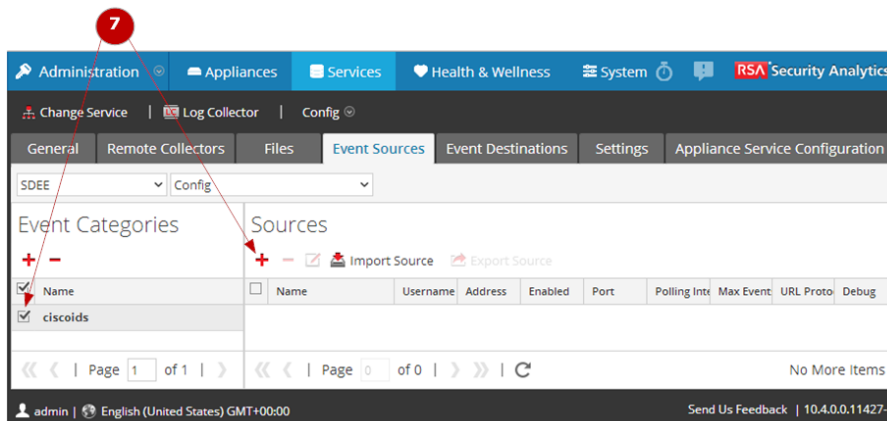 7
Administration Appliances Services Health & Wellness System RSA Security Analytics
Change Service | Log Collector | Config
General Remote Collectors Files Event Sources Event Destinations Settings Appliance Service Configuration
SDEE Config
Event Categories
Name
ciscoids
Page 1 of 1
Sources
Import Source Export Source
Name Username Address Enabled Port Polling Inte Max Event URL Proto Debug
Page 0 of 0 | No More Items
admin | English (United States) GMT+00:00 Send Us Feedback | 10.4.0.0.11427-